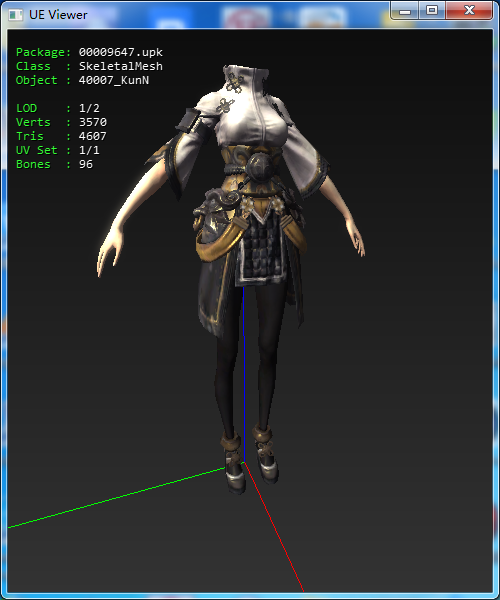 UE Viewer
Package: 00009647.upk
Class : SkeletalMesh
Object : 40007_KunN
LOD : 1/2
Verts : 3570
Tris : 4607
UV Set : 1/1
Bones : 96